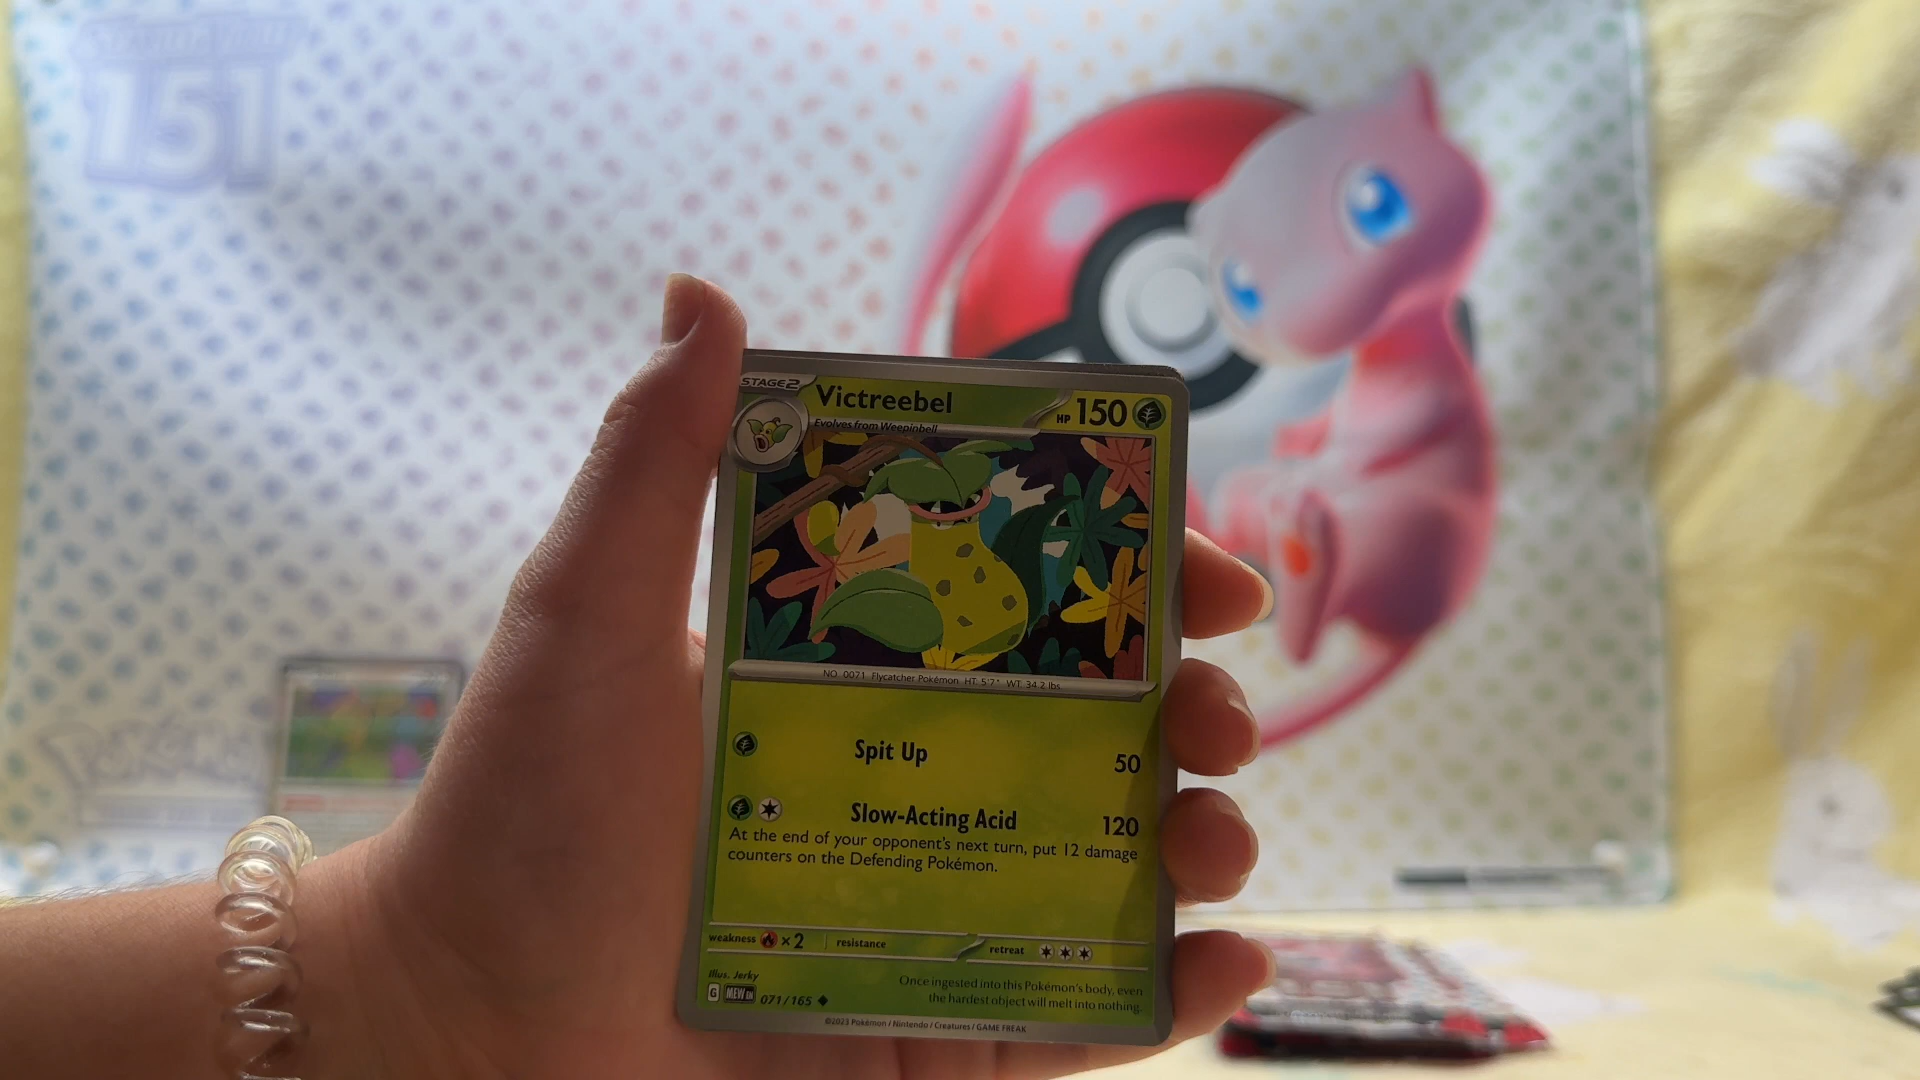 151
STAGE2
Victreebel
HP 150
Evolves from Weepinbell
NO. 0071 Flycatcher Pokémon HT: 5'7" WT: 34.2 lbs.
Spit Up 50
Slow-Acting Acid 120
At the end of your opponent's next turn, put 12 damage
counters on the Defending Pokémon.
weakness ×2 resistance retreat
Illus. Jerky
Once ingested into this Pokémon's body, even
the hardest object will melt into nothing.
G MEW EN 071/165
©2023 Pokémon / Nintendo / Creatures / GAME FREAK